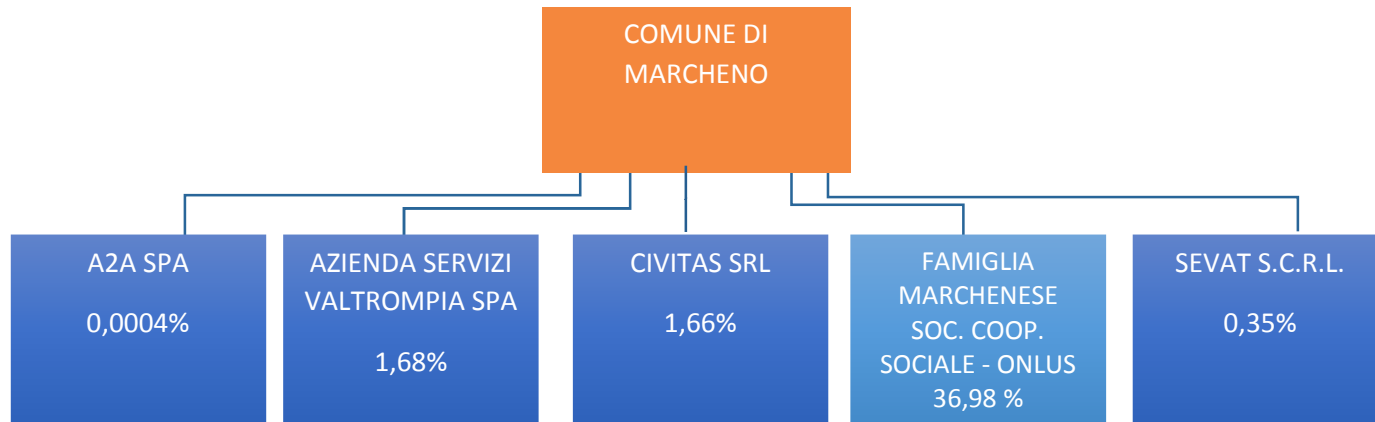 COMUNE DI
MARCHENO
A2A SPA
0,0004%
AZIENDA SERVIZI
VALTROMPIA SPA
1,68%
CIVITAS SRL
1,66%
FAMIGLIA
MARCHENESE
SOC. COOP.
SOCIALE - ONLUS
36,98 %
SEVAT S.C.R.L.
0,35%